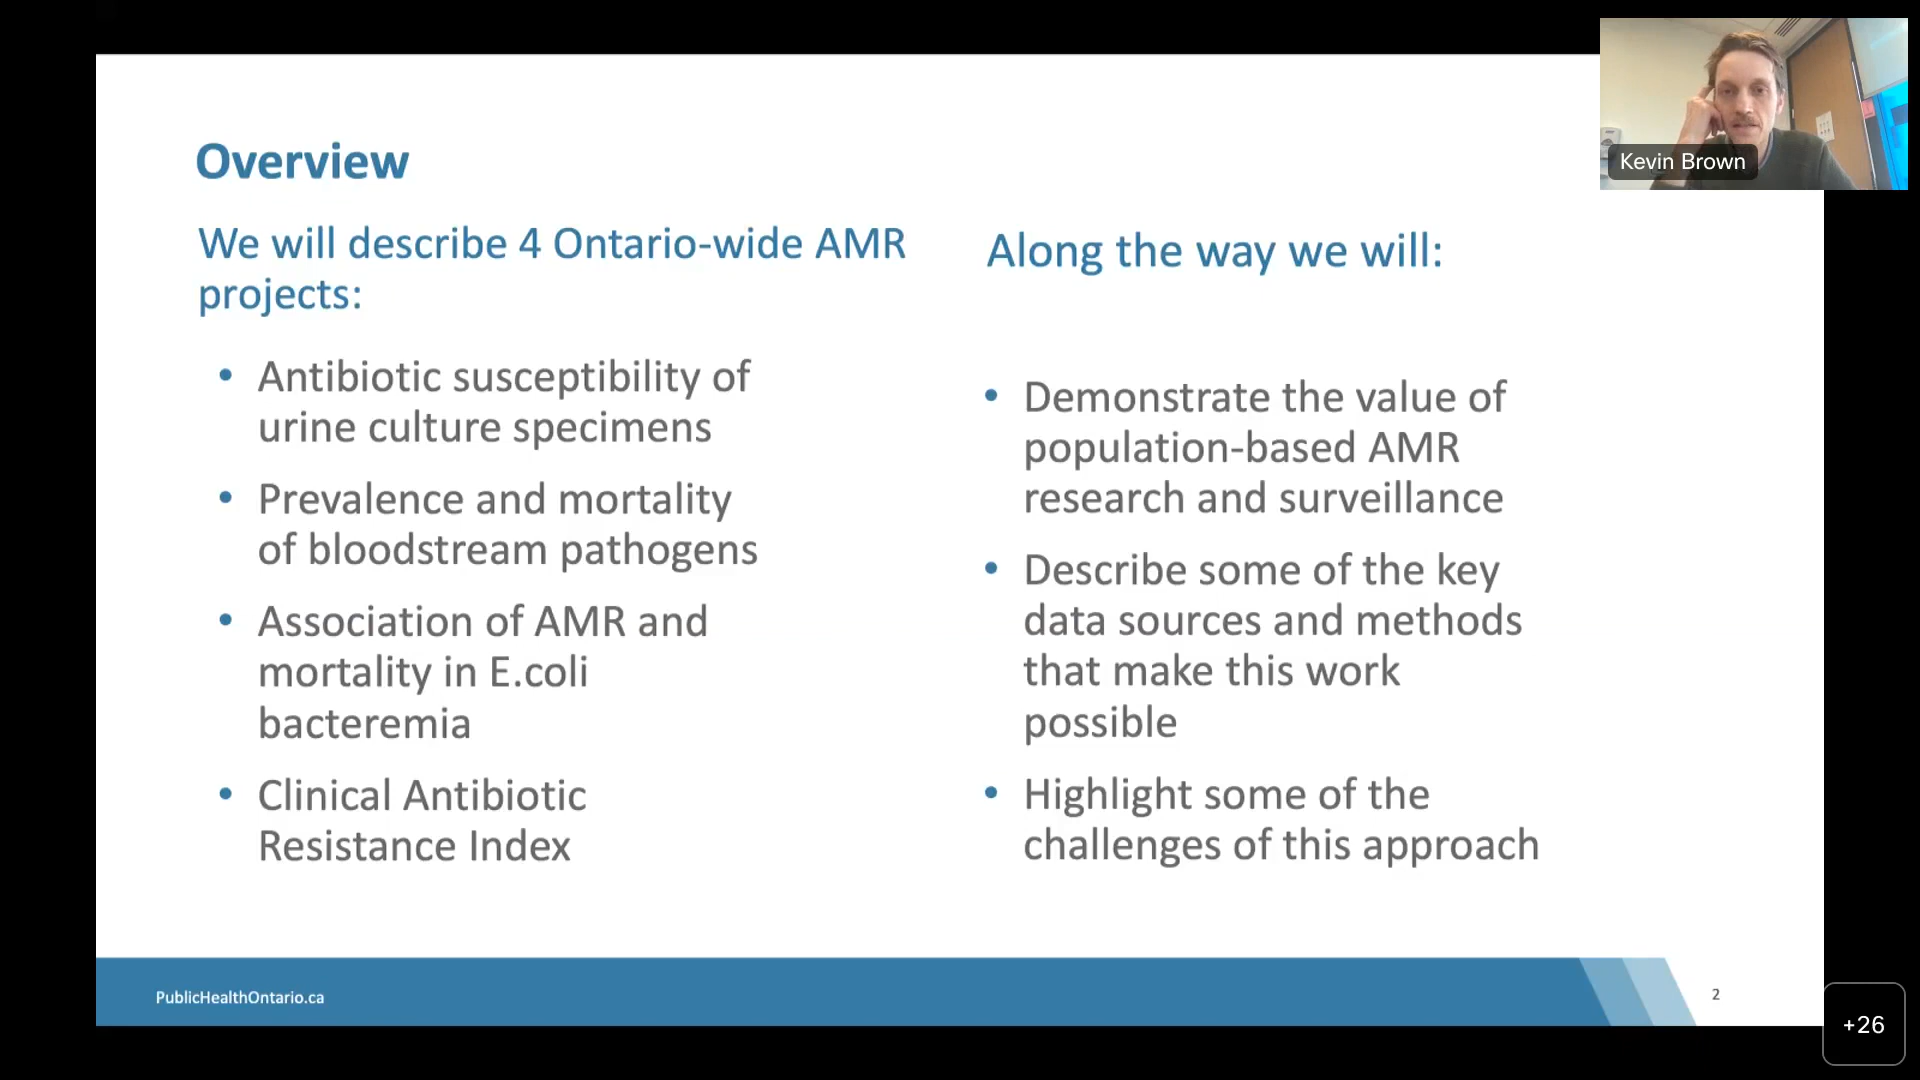 Overview
We will describe 4 Ontario-wide AMR
projects:
• Antibiotic susceptibility of
urine culture specimens
• Prevalence and mortality
of bloodstream pathogens
• Association of AMR and
mortality in E.coli
bacteremia
• Clinical Antibiotic
Resistance Index
Along the way we will:
• Demonstrate the value of
population-based AMR
research and surveillance
• Describe some of the key
data sources and methods
that make this work
possible
• Highlight some of the
challenges of this approach
PublicHealthOntario.ca
2
Kevin Brown
+26